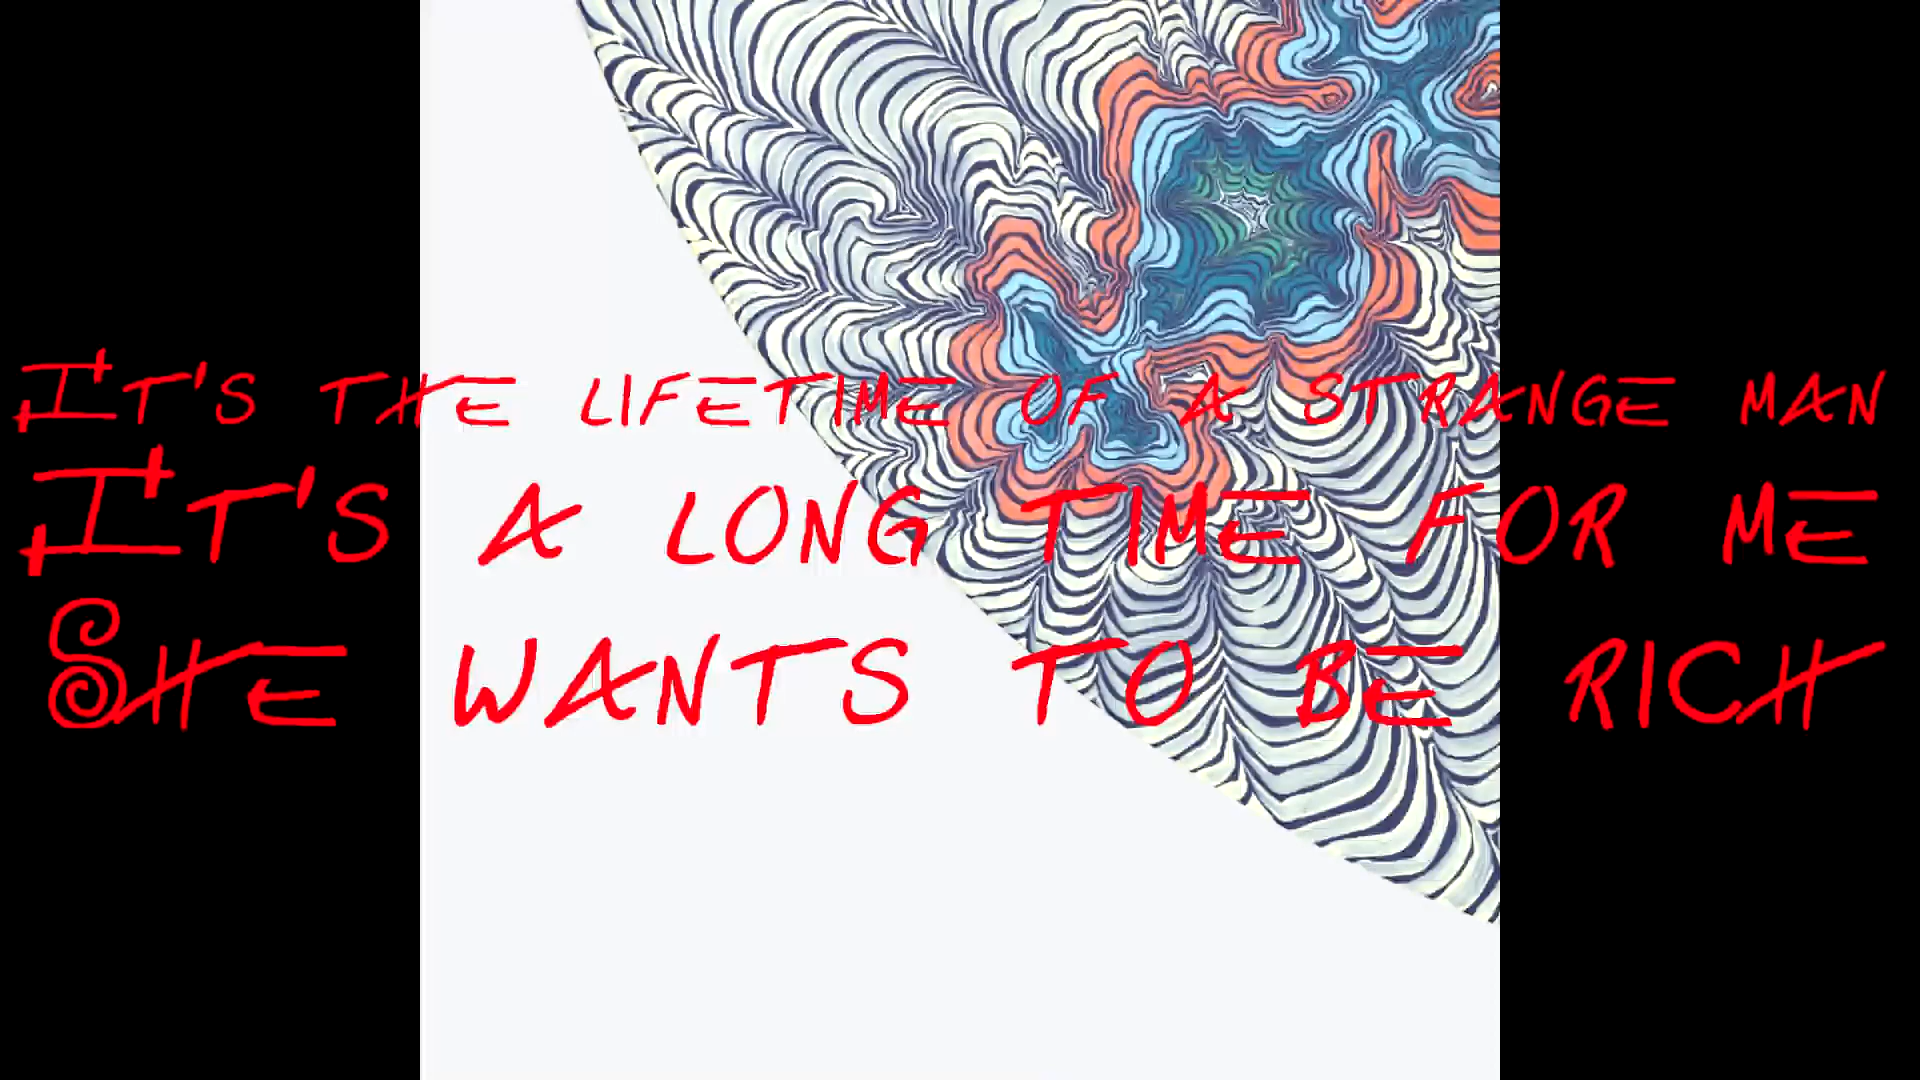 It's the lifetime of a strange man
It's a long time for me
She wants to be rich